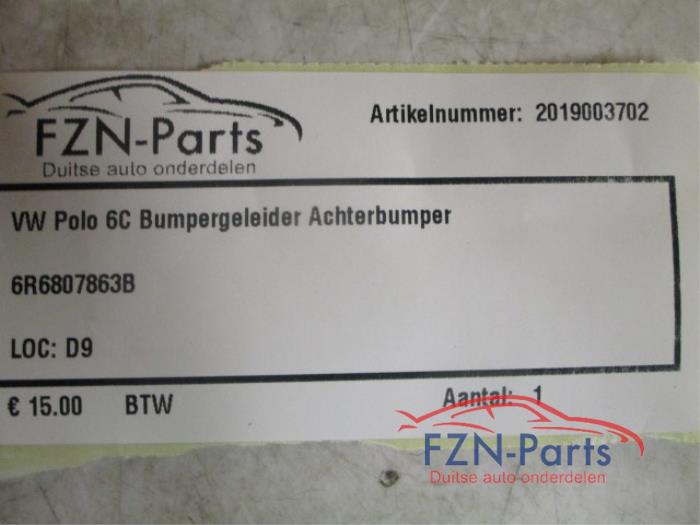 FZN-Parts
Duitse auto onderdelen
Artikelnummer: 2019003702
VW Polo 6C Bumpergeleider Achterbumper
6R6807863B
LOC: D9
€ 15.00 BTW Aantal: 1
FZN-Parts
Duitse auto onderdelen